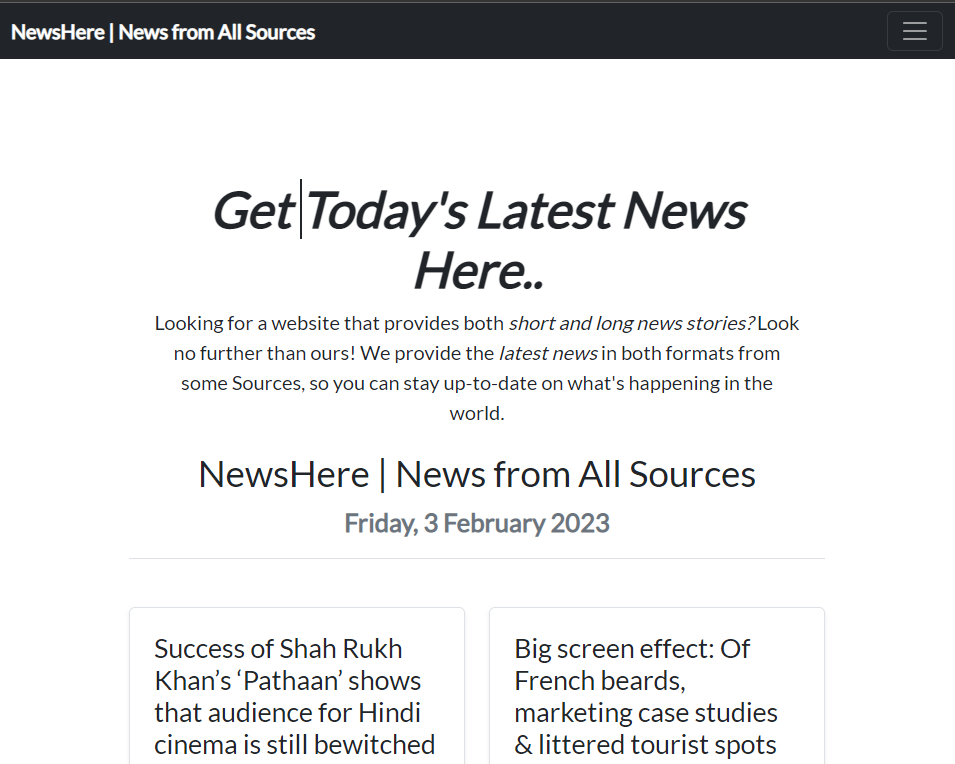 NewsHere | News from All Sources
Get Today's Latest News
Here..
Looking for a website that provides both short and long news stories? Look
no further than ours! We provide the latest news in both formats from
some Sources, so you can stay up-to-date on what's happening in the
world.
NewsHere | News from All Sources
Friday, 3 February 2023
Success of Shah Rukh
Khan’s ‘Pathaan’ shows
that audience for Hindi
cinema is still bewitched
Big screen effect: Of
French beards,
marketing case studies
& littered tourist spots